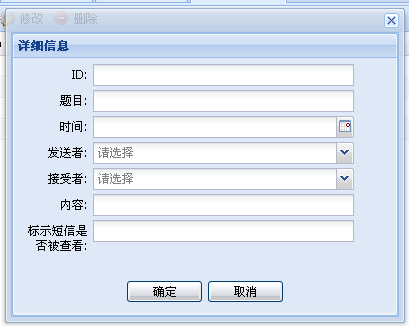 修改 删除
详细信息
ID:
题目:
时间:
发送者: 请选择
接受者: 请选择
内容:
标示短信是
否被查看:
确定 取消